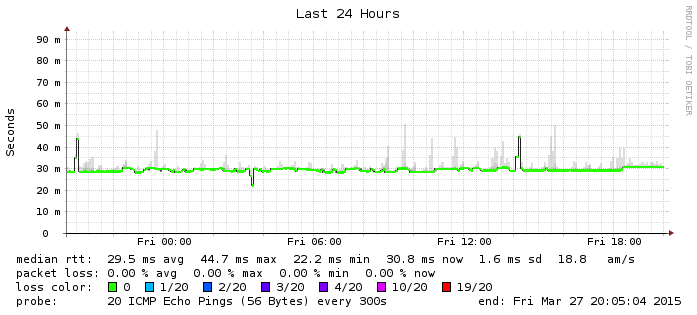 Last 24 Hours
RRDTOOL / TOBI OETIKER
Seconds
90 m
80 m
70 m
60 m
50 m
40 m
30 m
20 m
10 m
0
Fri 00:00 Fri 06:00 Fri 12:00 Fri 18:00
median rtt: 29.5 ms avg 44.7 ms max 22.2 ms min 30.8 ms now 1.6 ms sd 18.8 am/s
packet loss: 0.00 % avg 0.00 % max 0.00 % min 0.00 % now
loss color: 0 1/20 2/20 3/20 4/20 10/20 19/20
probe: 20 ICMP Echo Pings (56 Bytes) every 300s end: Fri Mar 27 20:05:04 2015